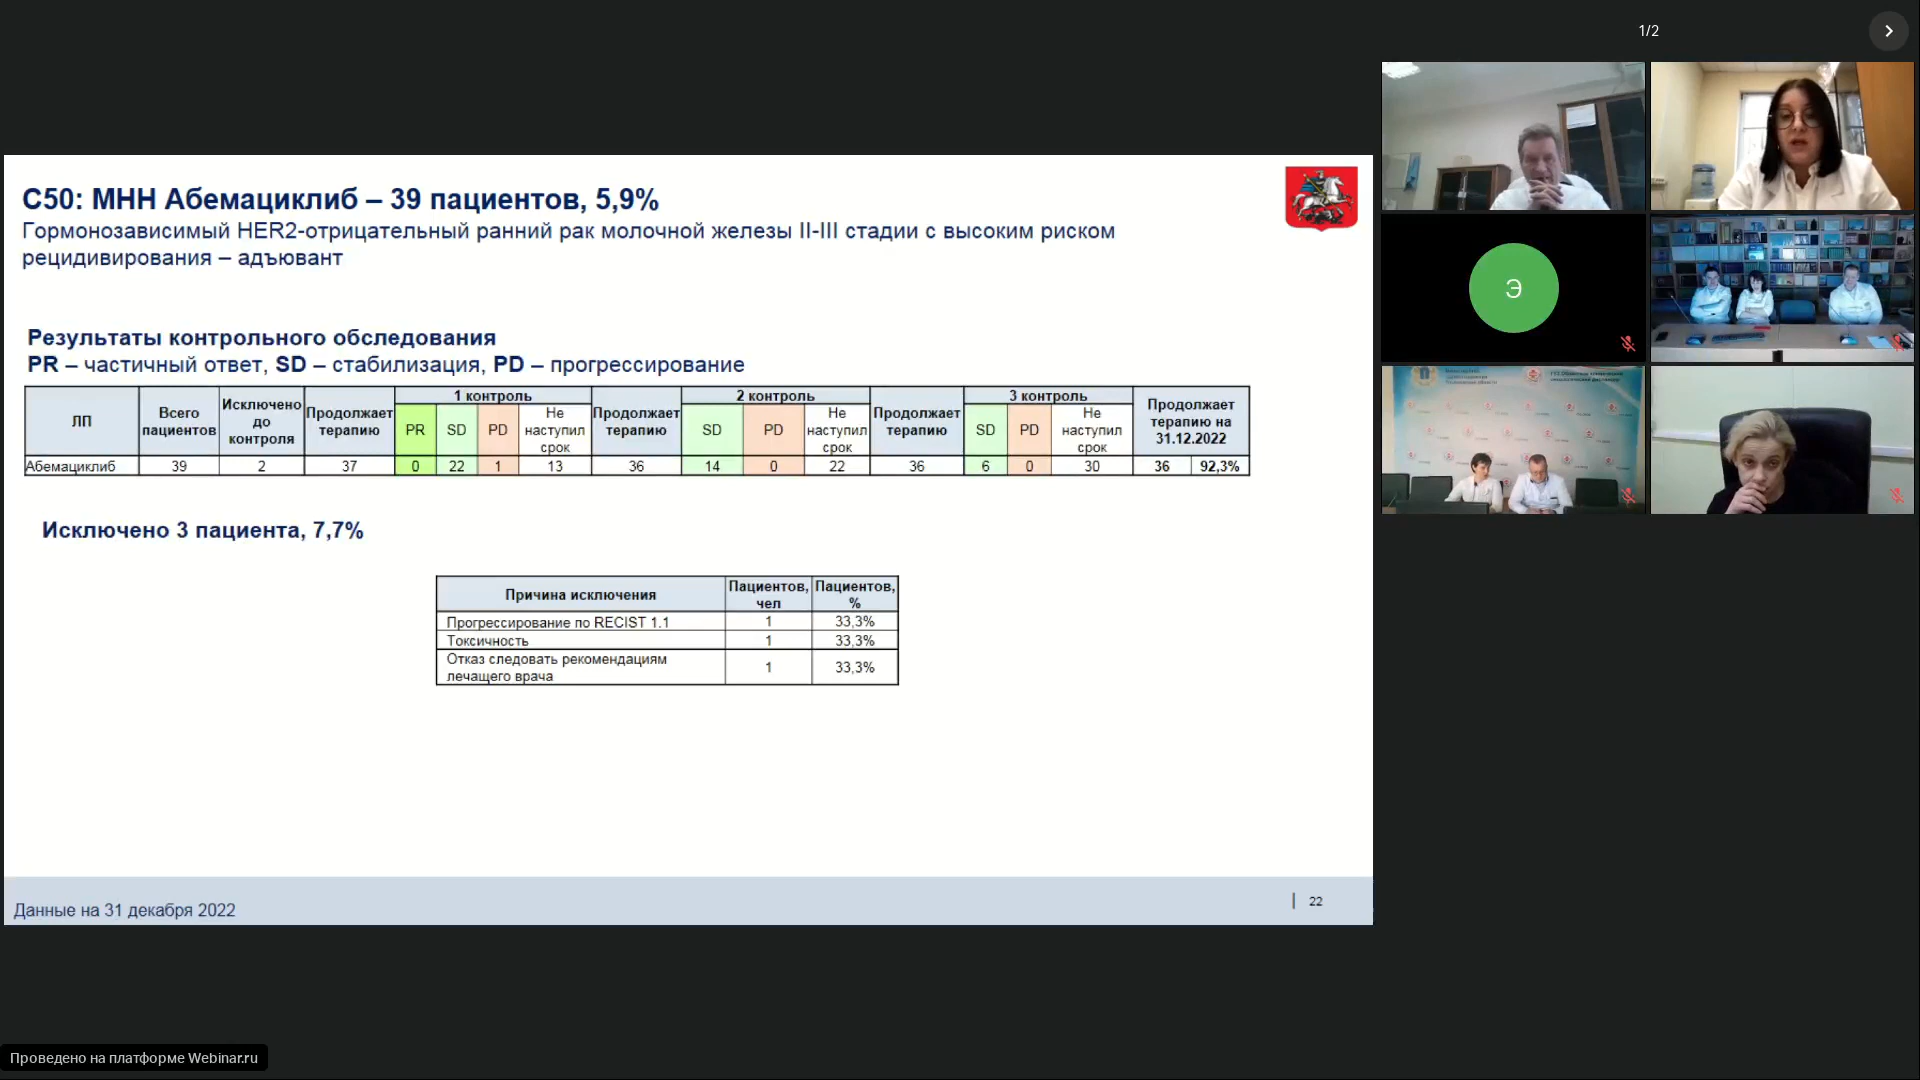 1/2
C50: МНН Абемациклиб – 39 пациентов, 5,9%
Гормонозависимый HER2-отрицательный ранний рак молочной железы II-III стадии с высоким риском
рецидивирования – адъювант
Результаты контрольного обследования
PR – частичный ответ, SD – стабилизация, PD – прогрессирование
ЛП
Всего
пациентов
Исключено
до
контроля
Продолжает
терапию
1 контроль
PR
SD
PD
Не
наступил
срок
Продолжает
терапию
2 контроль
SD
PD
Не
наступил
срок
Продолжает
терапию
3 контроль
SD
PD
Не
наступил
срок
Продолжает
терапию на
31.12.2022
Абемациклиб 39 2 37 0 22 1 13 36 14 0 22 36 6 0 30 36 92,3%
Исключено 3 пациента, 7,7%
Причина исключения
Пациентов,
чел
Пациентов,
%
Прогрессирование по RECIST 1.1 1 33,3%
Токсичность 1 33,3%
Отказ следовать рекомендациям
лечащего врача
1 33,3%
Данные на 31 декабря 2022
22
Э
Проведено на платформе Webinar.ru